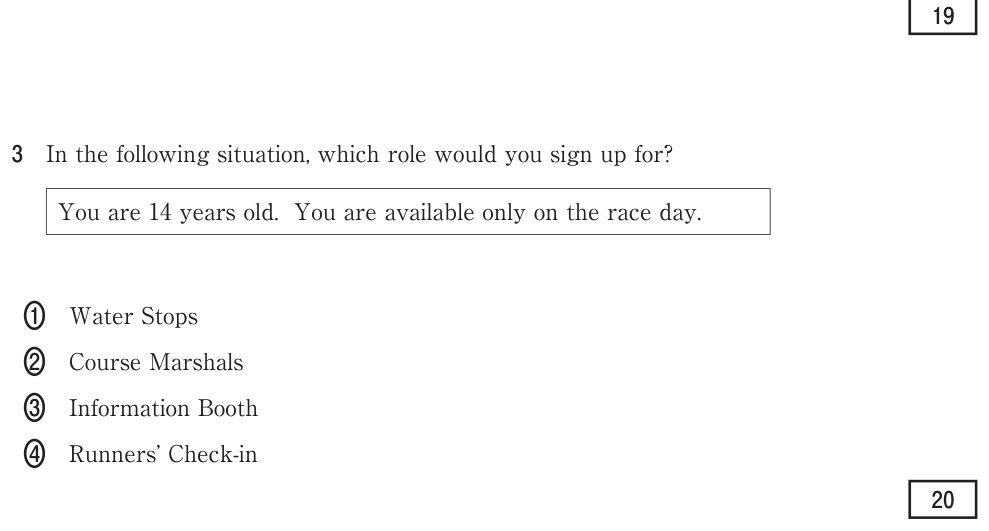 19
3 In the following situation, which role would you sign up for?
You are 14 years old. You are available only on the race day.
① Water Stops
② Course Marshals
③ Information Booth
④ Runners' Check-in
20